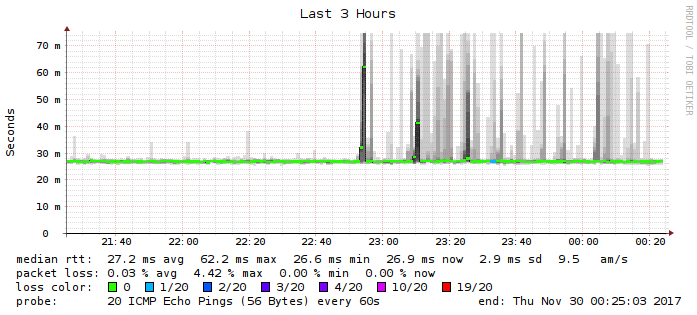 Last 3 Hours
RRDTOOL / TOBI OETIKER
Seconds
70 m
60 m
50 m
40 m
30 m
20 m
10 m
0
21:40 22:00 22:20 22:40 23:00 23:20 23:40 00:00 00:20
median rtt: 27.2 ms avg 62.2 ms max 26.6 ms min 26.9 ms now 2.9 ms sd 9.5 am/s
packet loss: 0.03 % avg 4.42 % max 0.00 % min 0.00 % now
loss color: 0 1/20 2/20 3/20 4/20 10/20 19/20
probe: 20 ICMP Echo Pings (56 Bytes) every 60s end: Thu Nov 30 00:25:03 2017